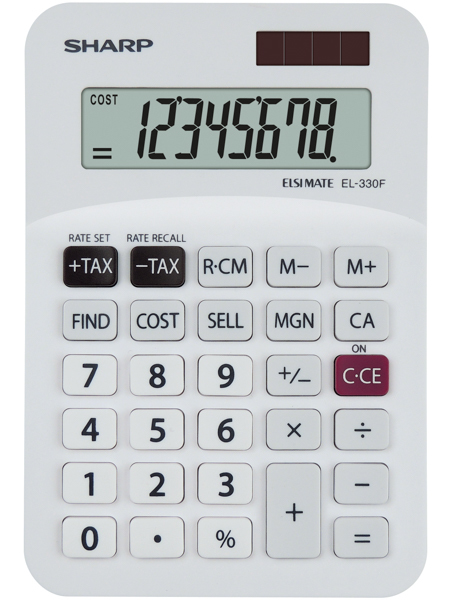 SHARP
COST
= 12345678.
ELSIMATE EL-330F
RATE SET RATE RECALL
+TAX −TAX R·CM M− M+
FIND COST SELL MGN CA
ON
7 8 9 +/− C·CE
4 5 6 × ÷
1 2 3 + −
0 · % =